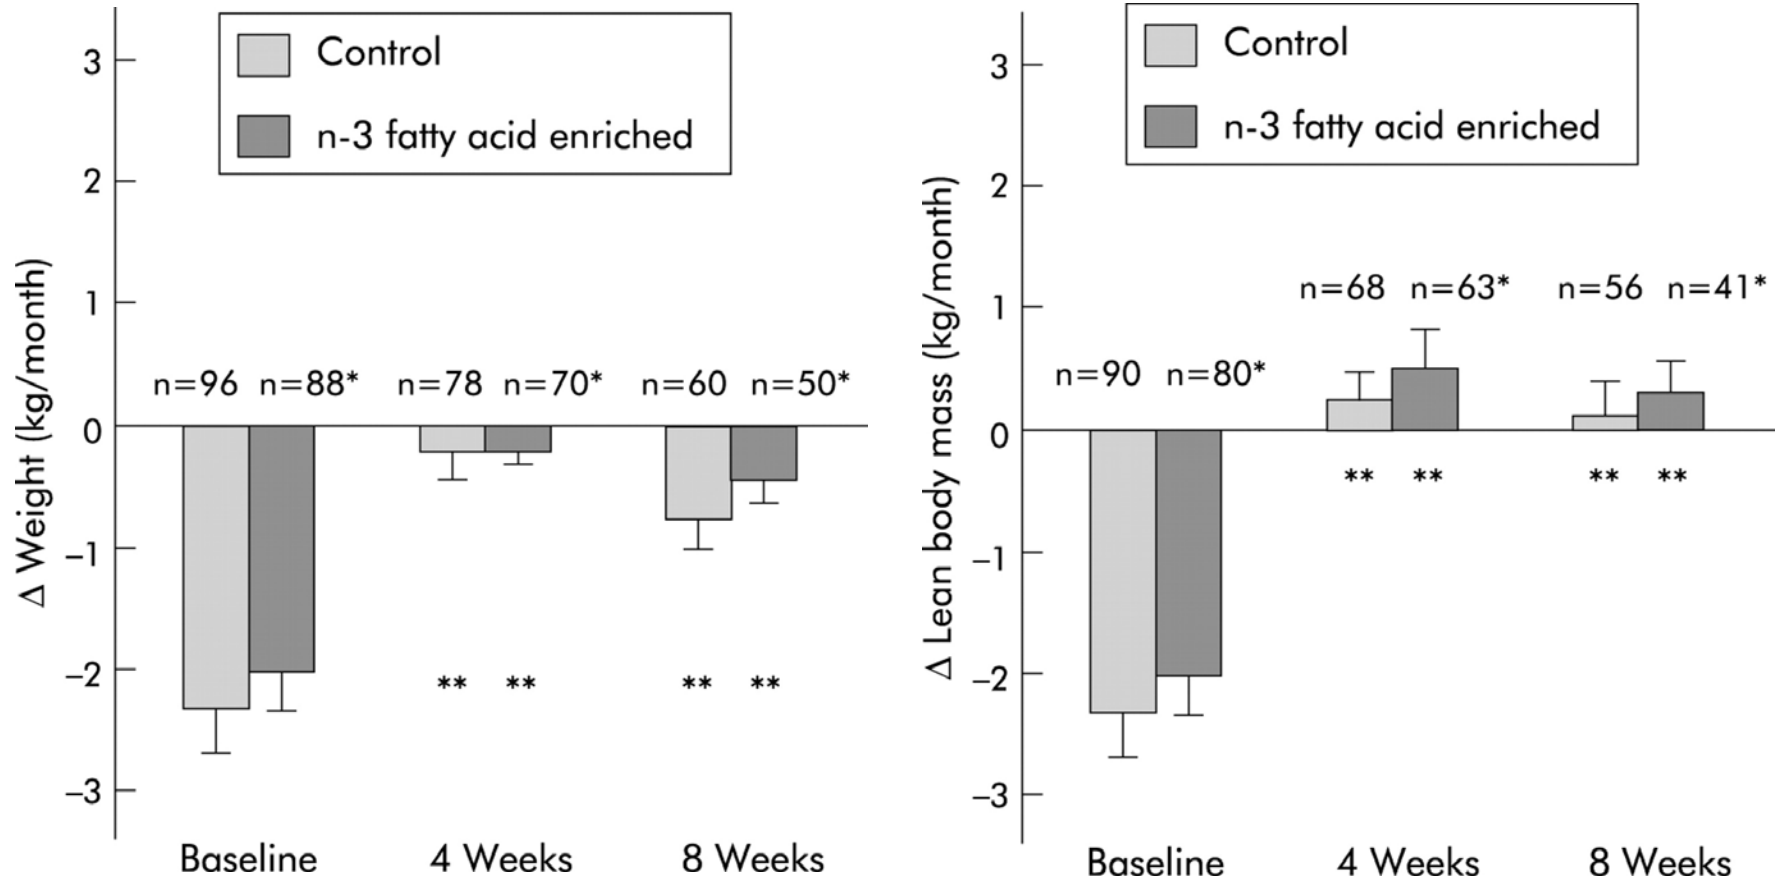 Control
n-3 fatty acid enriched
Δ Weight (kg/month)
3
2
1
0
–1
–2
–3
n=96 n=88* n=78 n=70* n=60 n=50*
** ** ** **
Baseline 4 Weeks 8 Weeks
Control
n-3 fatty acid enriched
Δ Lean body mass (kg/month)
3
2
1
0
–1
–2
–3
n=68 n=63* n=56 n=41*
n=90 n=80*
** ** ** **
Baseline 4 Weeks 8 Weeks